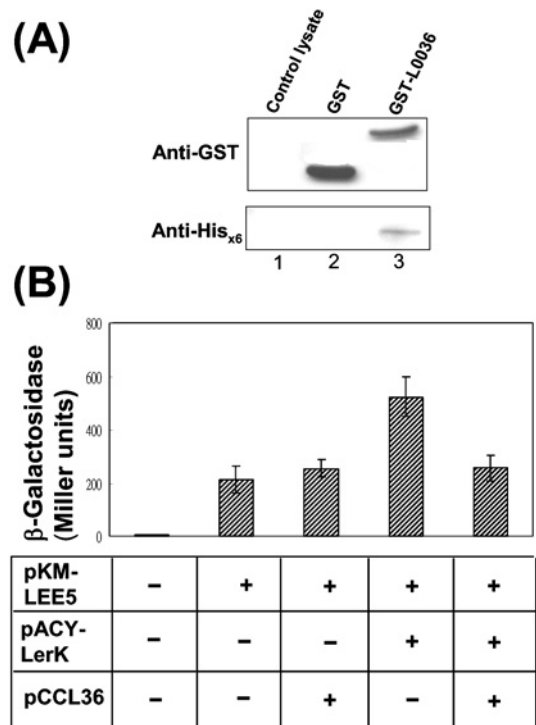 (A)
Control lysate
GST
GST-L0036
Anti-GST
Anti-Hisx6
1 2 3
(B)
β-Galactosidase
(Miller units)
800
600
400
200
0
pKM-
LEE5
− + + + +
pACY-
LerK
− − − + +
pCCL36
− − + − +